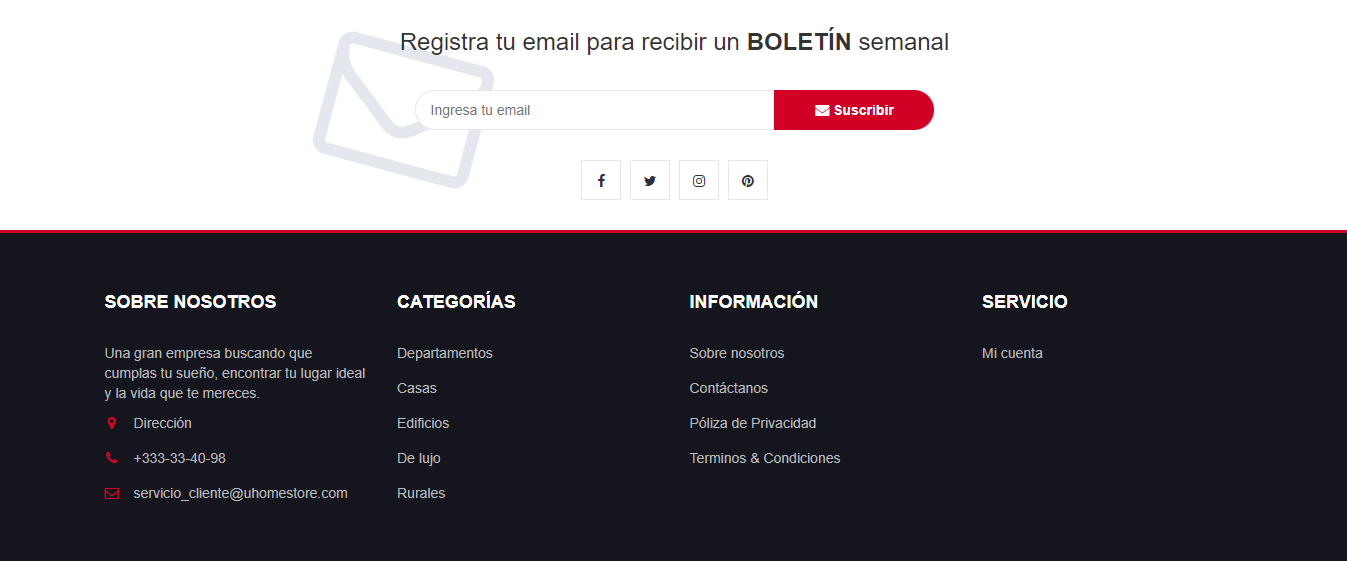 Registra tu email para recibir un BOLETÍN semanal
Ingresa tu email
Suscribir
SOBRE NOSOTROS
Una gran empresa buscando que
cumplas tu sueño, encontrar tu lugar ideal
y la vida que te mereces.
Dirección
+333-33-40-98
servicio_cliente@uhomestore.com
CATEGORÍAS
Departamentos
Casas
Edificios
De lujo
Rurales
INFORMACIÓN
Sobre nosotros
Contáctanos
Póliza de Privacidad
Terminos & Condiciones
SERVICIO
Mi cuenta